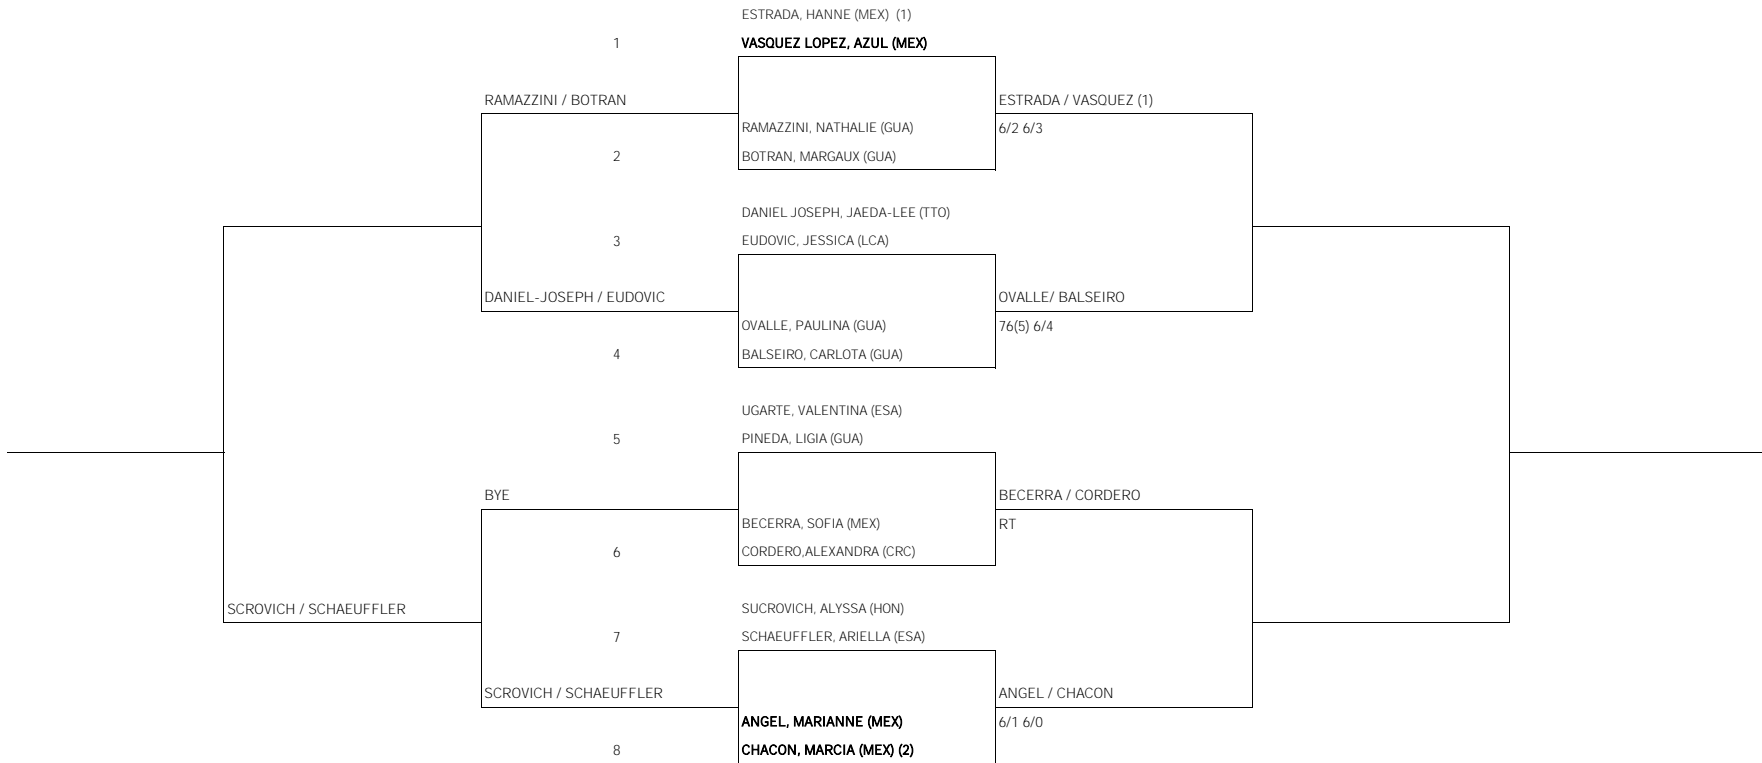 ESTRADA, HANNE (MEX) (1)
1
VASQUEZ LOPEZ, AZUL (MEX)
RAMAZZINI / BOTRAN
ESTRADA / VASQUEZ (1)
RAMAZZINI, NATHALIE (GUA)
6/2 6/3
2
BOTRAN, MARGAUX (GUA)
DANIEL JOSEPH, JAEDA-LEE (TTO)
3
EUDOVIC, JESSICA (LCA)
DANIEL-JOSEPH / EUDOVIC
OVALLE/ BALSEIRO
OVALLE, PAULINA (GUA)
76(5) 6/4
4
BALSEIRO, CARLOTA (GUA)
UGARTE, VALENTINA (ESA)
5
PINEDA, LIGIA (GUA)
BYE
BECERRA / CORDERO
BECERRA, SOFIA (MEX)
RT
6
CORDERO,ALEXANDRA (CRC)
SCROVICH / SCHAEUFFLER
SUCROVICH, ALYSSA (HON)
7
SCHAEUFFLER, ARIELLA (ESA)
SCROVICH / SCHAEUFFLER
ANGEL / CHACON
ANGEL, MARIANNE (MEX)
6/1 6/0
8
CHACON, MARCIA (MEX) (2)